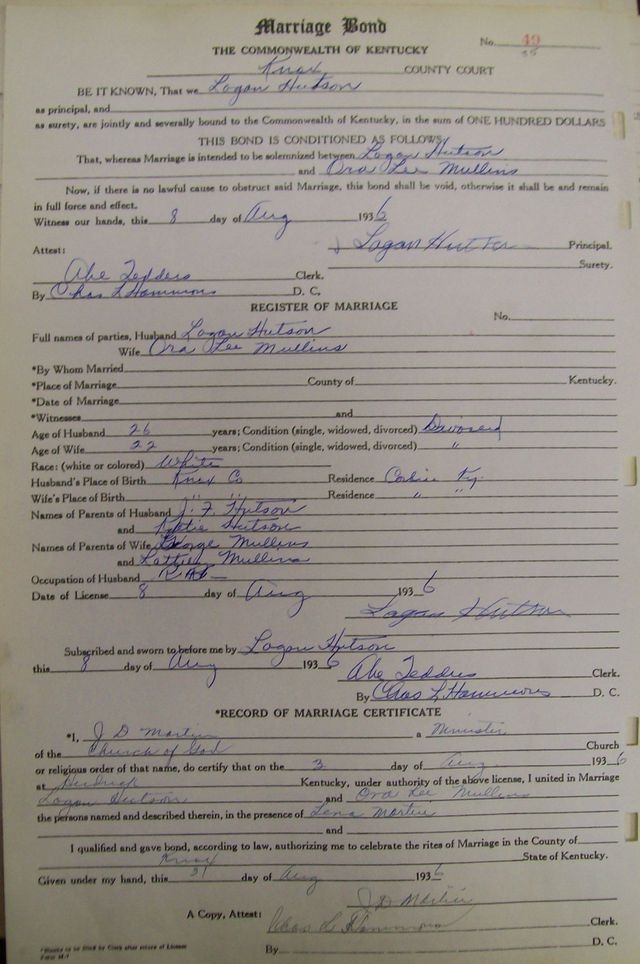 Marriage Bond
THE COMMONWEALTH OF KENTUCKY
No. 49
Knox COUNTY COURT
BE IT KNOWN, That we Logan Hutson
as principal, and
as surety, are jointly and severally bound to the Commonwealth of Kentucky, in the sum of ONE HUNDRED DOLLARS
THIS BOND IS CONDITIONED AS FOLLOWS
That, whereas Marriage is intended to be solemnized between Logan Hutson
and Ora Lee Mullins
Now, if there is no lawful cause to obstruct said Marriage, this bond shall be void, otherwise it shall be and remain
in full force and effect.
Witness our hands, this 8 day of Aug 1936
Logan Hutson Principal.
Attest: Surety.
Abe Tedders Clerk.
By Chas L Hammons D. C.
REGISTER OF MARRIAGE
No.
Full names of parties, Husband Logan Hutson
Wife Ora Lee Mullins
*By Whom Married
*Place of Marriage County of Kentucky.
*Date of Marriage
*Witnesses and
Age of Husband 26 years; Condition (single, widowed, divorced) Divorced
Age of Wife 22 years; Condition (single, widowed, divorced) "
Race: (white or colored) White
Husband's Place of Birth Knox Co Residence Corbin Ky.
Wife's Place of Birth " " Residence " "
Names of Parents of Husband J. F. Hutson
and Katie Hutson
Names of Parents of Wife George Mullins
and Mullins
Occupation of Husband
Date of License 8 day of Aug 1936
Logan Hutson
Subscribed and sworn to before me by Logan Hutson
this 8 day of Aug 1936 Abe Tedders Clerk.
By Chas L Hammons D. C.
*RECORD OF MARRIAGE CERTIFICATE
*I, J D Martin a Minister
of the Church of God Church
or religious order of that name, do certify that on the day of Aug 1936
at Kentucky, under authority of the above license, I united in Marriage
Logan Hutson and Ora Lee Mullins
the persons named and described therein, in the presence of Lena Martin
and
I qualified and gave bond, according to law, authorizing me to celebrate the rites of Marriage in the County of
Knox State of Kentucky.
Given under my hand, this day of Aug 1936
J D Martin
A Copy, Attest: Chas L Hammons Clerk.
By D. C.